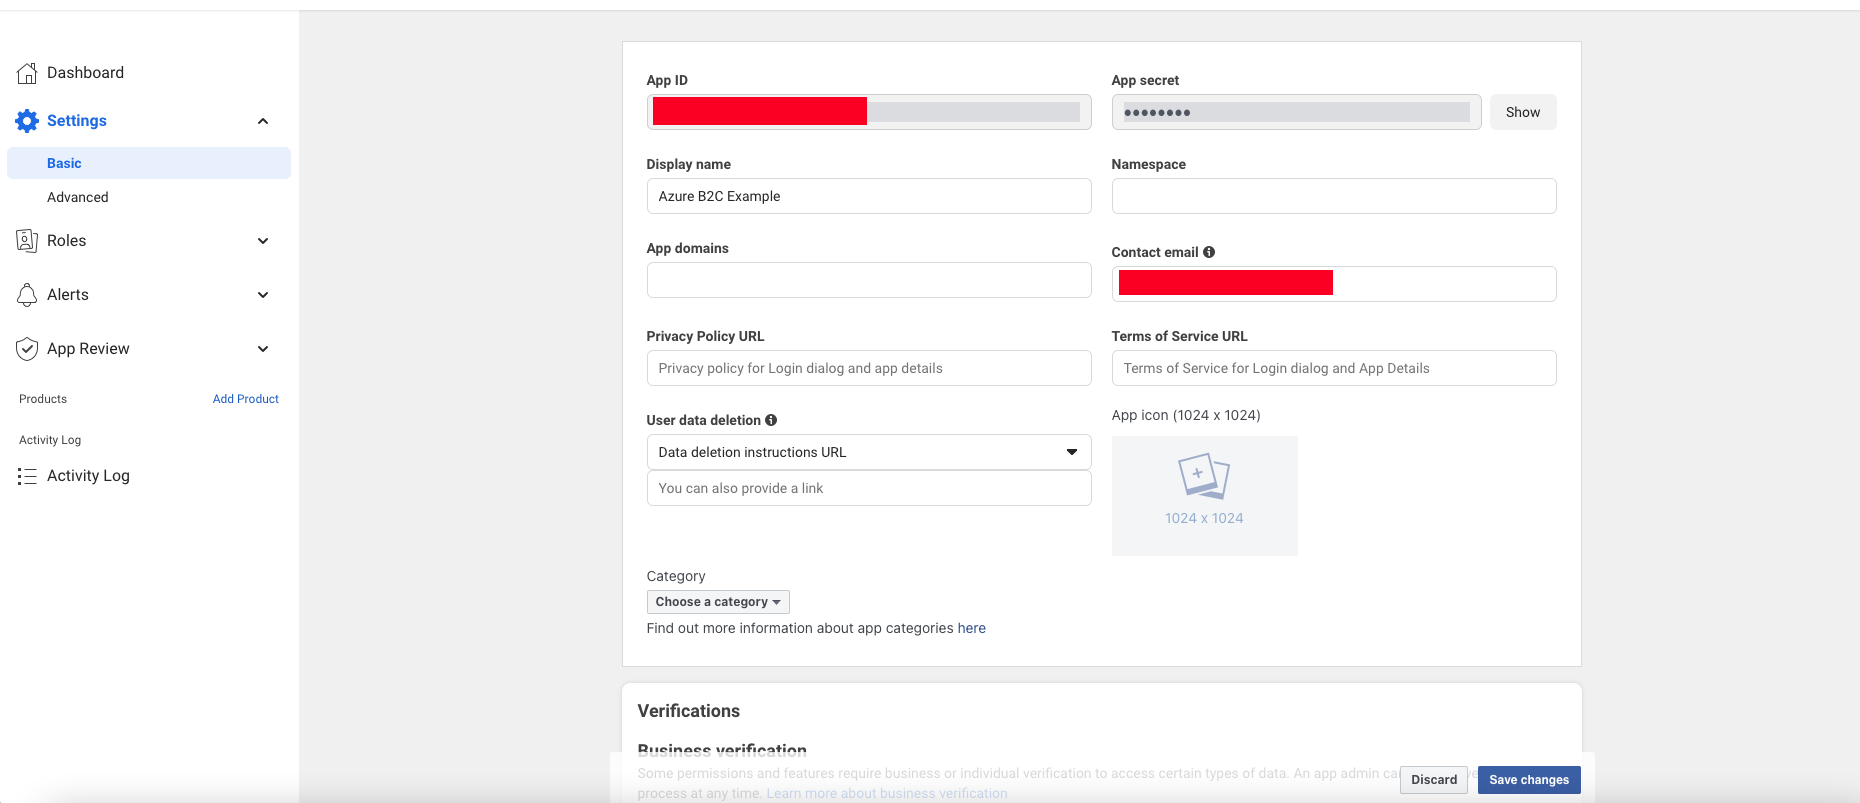 Dashboard
Settings
Basic
Advanced
Roles
Alerts
App Review
Products
Add Product
Activity Log
Activity Log
App ID
App secret
••••••••
Show
Display name
Azure B2C Example
Namespace
App domains
Contact email
Privacy Policy URL
Privacy policy for Login dialog and app details
Terms of Service URL
Terms of Service for Login dialog and App Details
User data deletion
Data deletion instructions URL
You can also provide a link
App icon (1024 x 1024)
1024 x 1024
Category
Choose a category
Find out more information about app categories here
Verifications
Business verification
Some permissions and features require business or individual verification to access certain types of data. An app admin
process at any time. Learn more about business verification
Discard
Save changes